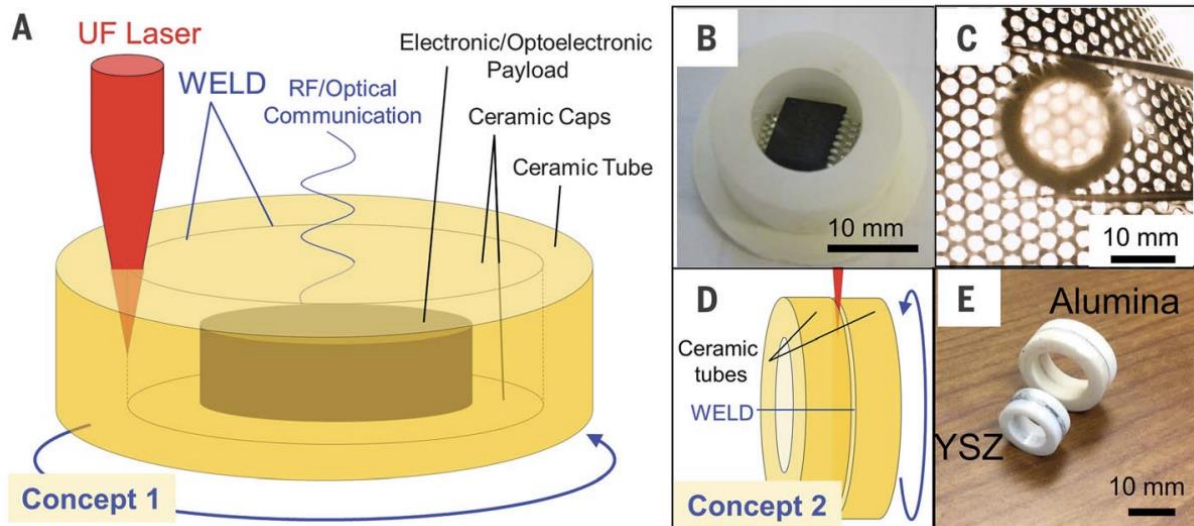 A
UF Laser
WELD
RF/Optical
Communication
Electronic/Optoelectronic
Payload
Ceramic Caps
Ceramic Tube
Concept 1
B
10 mm
C
10 mm
D
Ceramic
tubes
WELD
Concept 2
E
Alumina
YSZ
10 mm